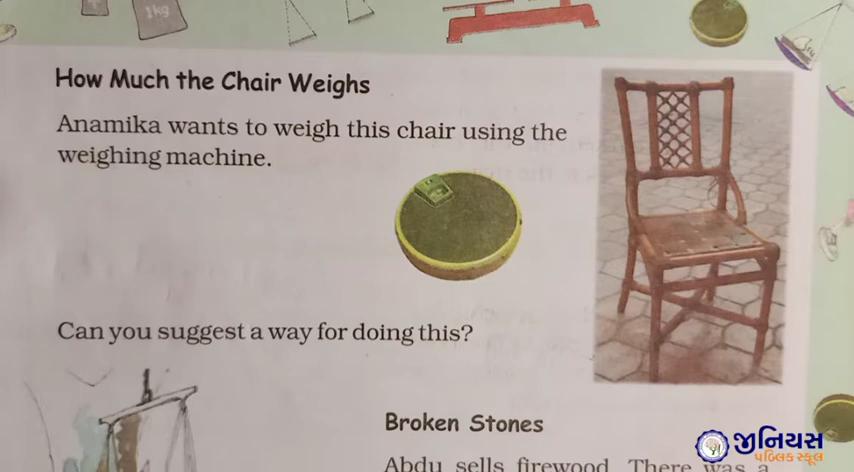 1kg
How Much the Chair Weighs
Anamika wants to weigh this chair using the
weighing machine.
Can you suggest a way for doing this?
Broken Stones
Abdu sells firewood. There was a
જીનિયસ
પબ્લિક સ્કૂલ